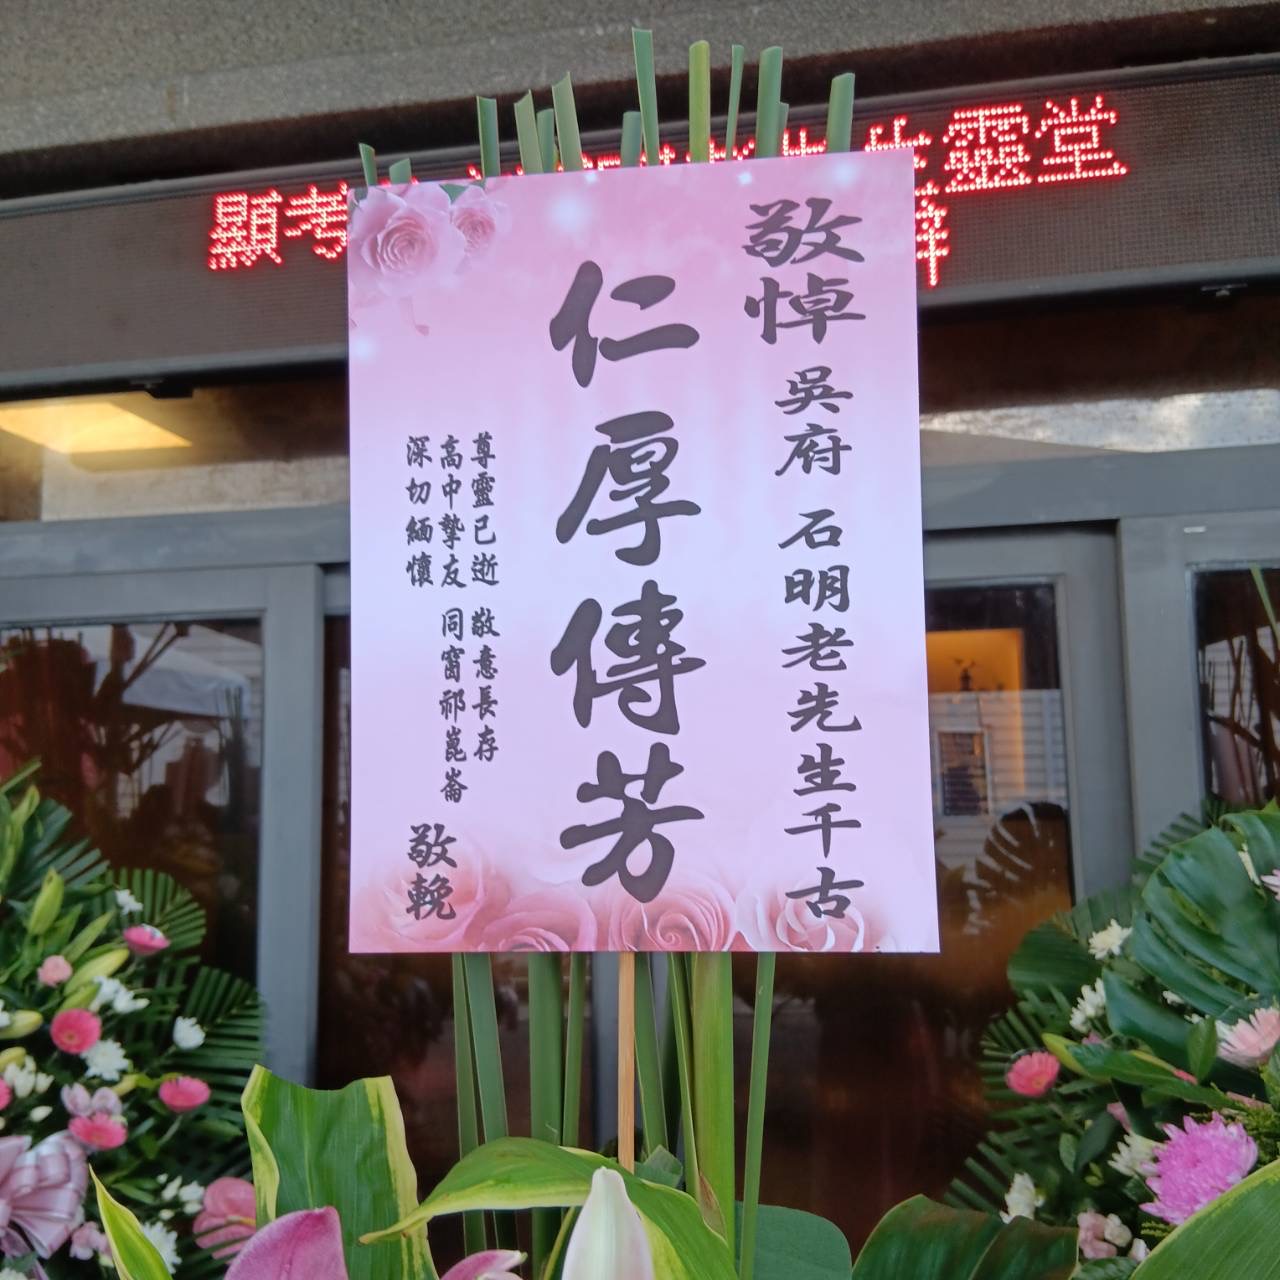 顯考
靈堂
敬悼 吳府 石明老先生千古
仁厚傳芳
尊靈已逝 敬意長存
高中摯友 同窗祁崑崙
深切緬懷
敬輓